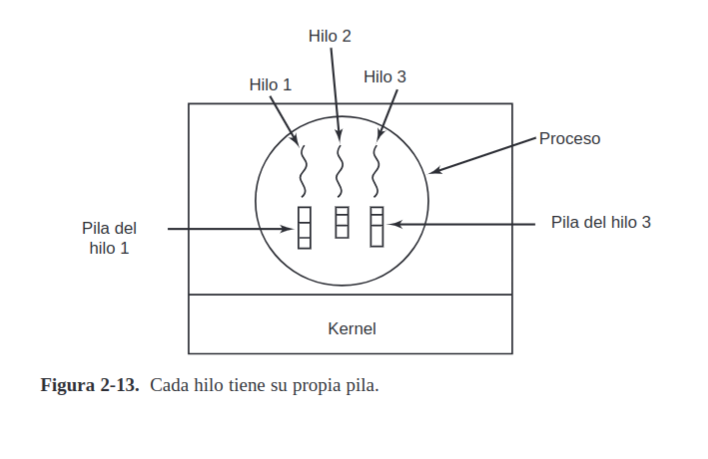 Hilo 2
Hilo 1
Hilo 3
Proceso
Pila del
hilo 1
Pila del hilo 3
Kernel
Figura 2-13. Cada hilo tiene su propia pila.